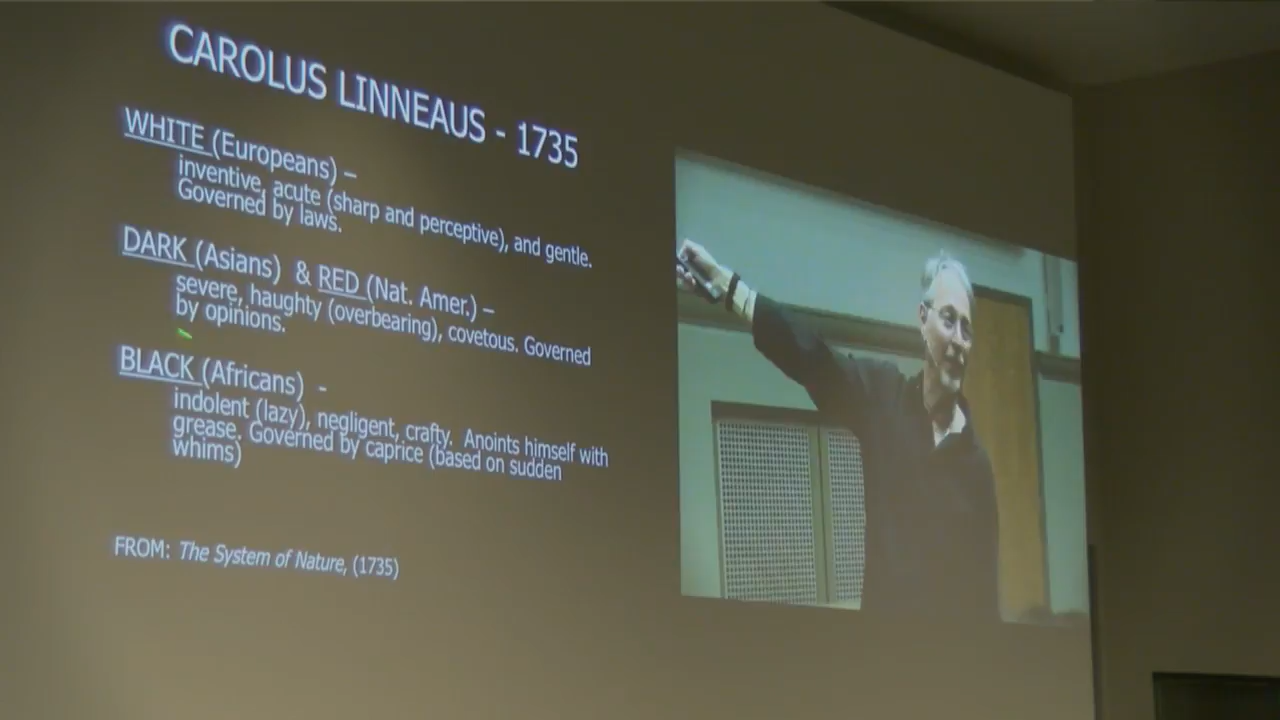 CAROLUS LINNEAUS - 1735
WHITE (Europeans) –
inventive, acute (sharp and perceptive), and gentle.
Governed by laws.
DARK (Asians) & RED (Nat. Amer.) –
severe, haughty (overbearing), covetous. Governed
by opinions.
BLACK (Africans) -
indolent (lazy), negligent, crafty. Anoints himself with
grease. Governed by caprice (based on sudden
whims)
FROM: The System of Nature, (1735)